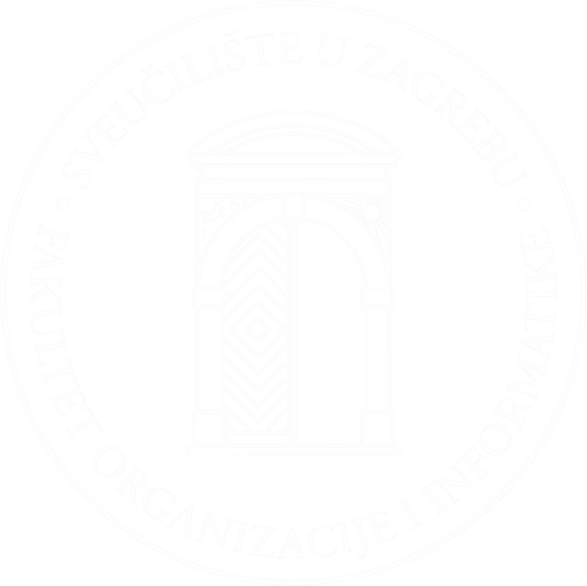 SVEUČILIŠTE U ZAGREBU
FAKULTET ORGANIZACIJE I INFORMATIKE